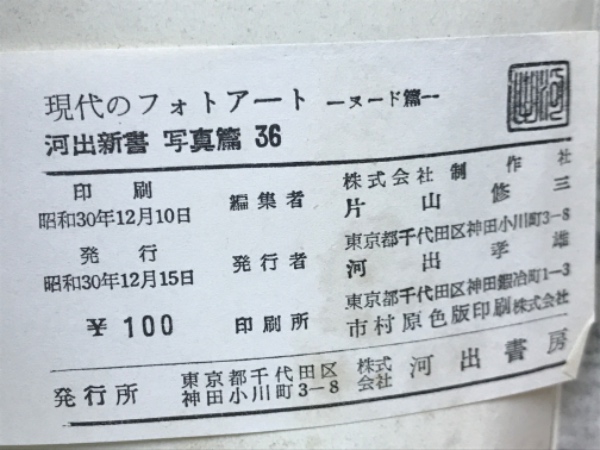 現代のフォトアート —ヌード篇—
河出新書 写真篇 36
印刷
昭和30年12月10日
発行
昭和30年12月15日
¥100
編集者
株式会社 制作社
片山修三
発行者
東京都千代田区神田小川町3−8
河出孝雄
印刷所
東京都千代田区神田鍛冶町1−3
市村原色版印刷株式会社
発行所
東京都千代田区
神田小川町3−8
株式会社 河出書房